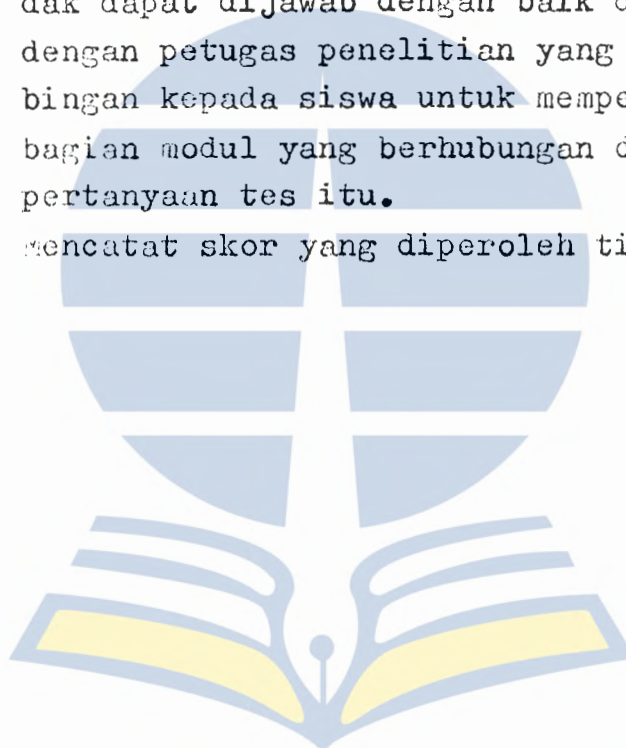 dak dapat dijawab dengan baik d
dengan petugas penelitian yang
bingan kepada siswa untuk mempe
bagian modul yang berhubungan d
pertanyaan tes itu.
mencatat skor yang diperoleh ti